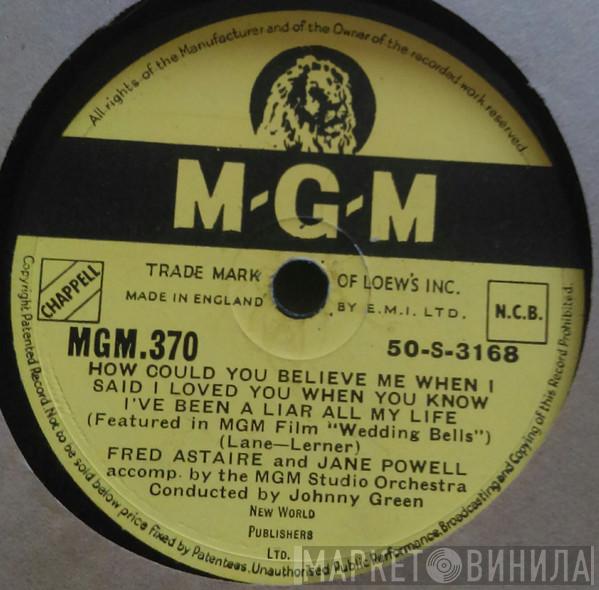 All rights of the Manufacturer and of the Owner of the recorded work reserved.
M-G-M
TRADE MARK OF LOEW'S INC.
MADE IN ENGLAND BY E.M.I. LTD.
CHAPPELL
N.C.B.
MGM.370 50-S-3168
HOW COULD YOU BELIEVE ME WHEN I
SAID I LOVED YOU WHEN YOU KNOW
I'VE BEEN A LIAR ALL MY LIFE
(Featured in MGM Film "Wedding Bells")
(Lane—Lerner)
FRED ASTAIRE and JANE POWELL
accomp. by the MGM Studio Orchestra
Conducted by Johnny Green
NEW WORLD
PUBLISHERS
LTD.
Copyright Patented Record. Not to be sold below price fixed by Patentees. Unauthorised Public Performance, Broadcasting and Copying of this Record Prohibited.
МАРКЕТ ВИНИЛА